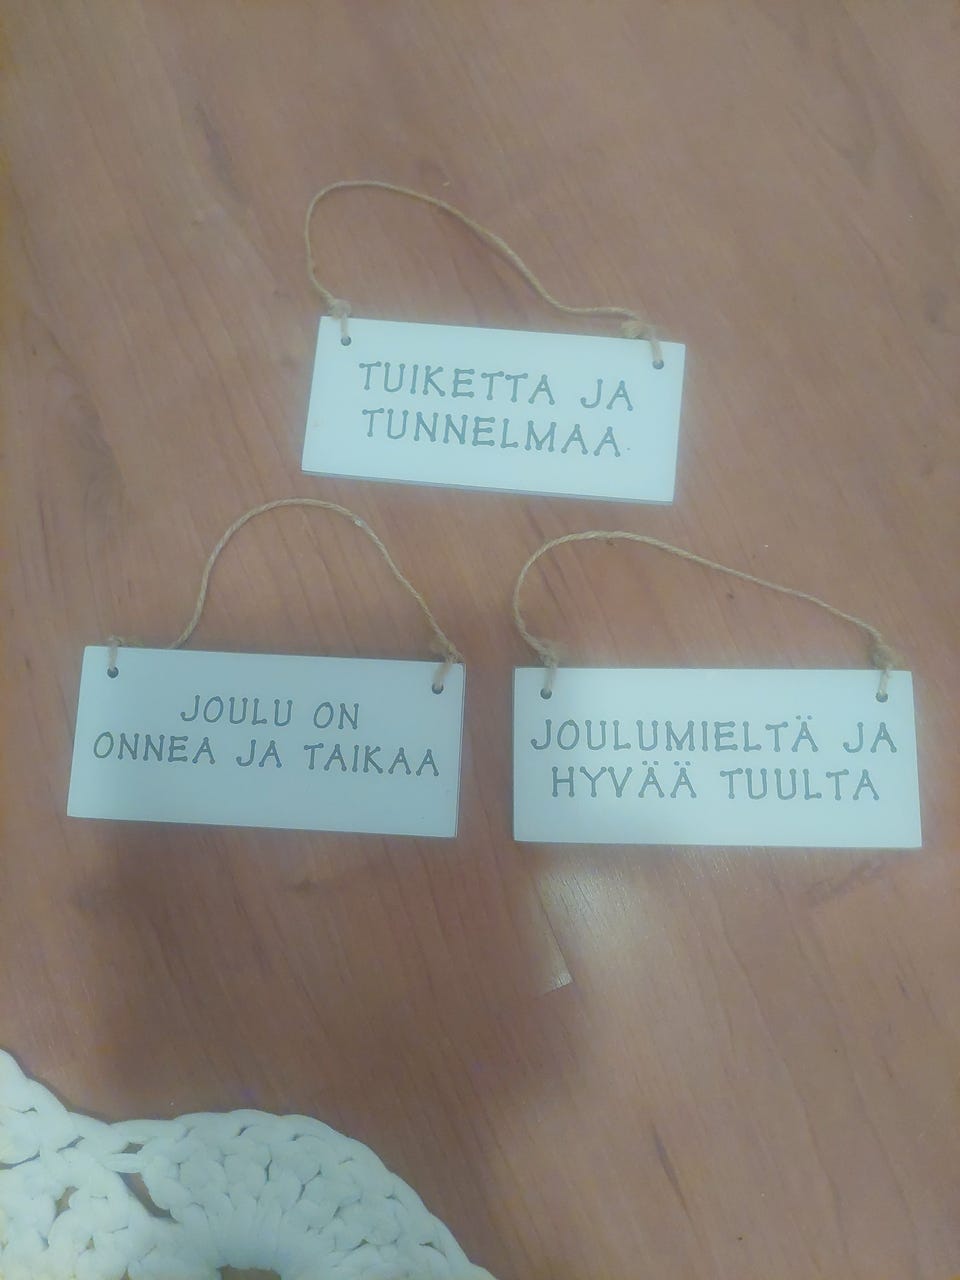 TUIKETTA JA
TUNNELMAA
JOULU ON
ONNEA JA TAIKAA
JOULUMIELTÄ JA
HYVÄÄ TUULTA